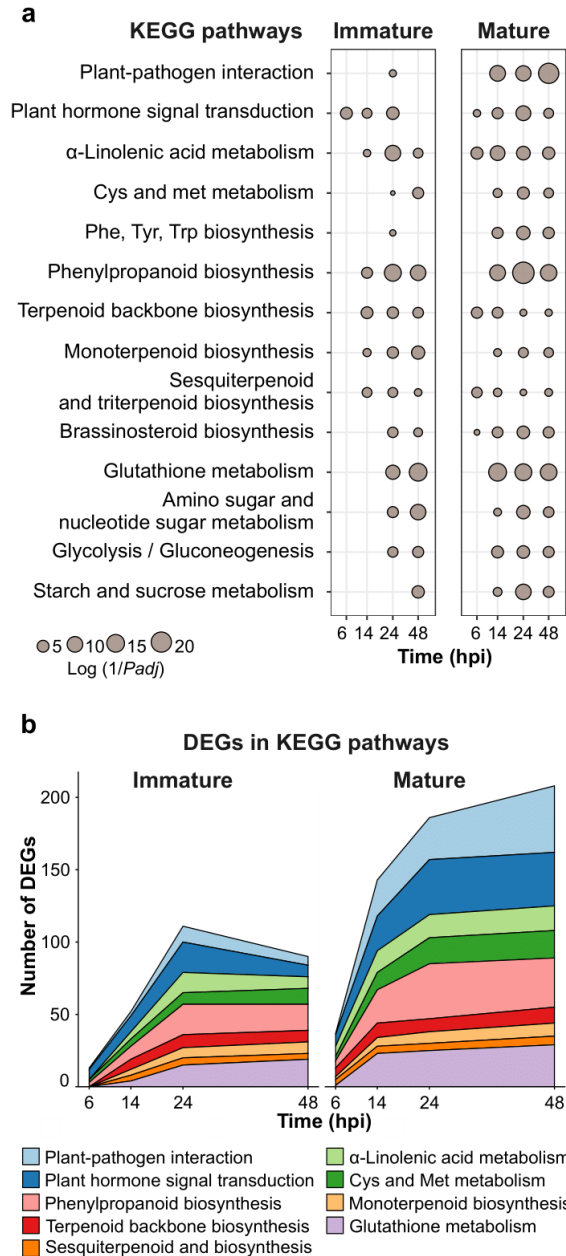 a
KEGG pathways Immature Mature
Plant-pathogen interaction
Plant hormone signal transduction
α-Linolenic acid metabolism
Cys and met metabolism
Phe, Tyr, Trp biosynthesis
Phenylpropanoid biosynthesis
Terpenoid backbone biosynthesis
Monoterpenoid biosynthesis
Sesquiterpenoid
and triterpenoid biosynthesis
Brassinosteroid biosynthesis
Glutathione metabolism
Amino sugar and
nucleotide sugar metabolism
Glycolysis / Gluconeogenesis
Starch and sucrose metabolism
6 14 24 48 6 14 24 48
Time (hpi)
5 10 15 20
Log (1/Padj)
b
DEGs in KEGG pathways
Immature Mature
Number of DEGs
200
150
100
50
0
6 14 24 48 6 14 24 48
Time (hpi)
Plant-pathogen interaction
Plant hormone signal transduction
Phenylpropanoid biosynthesis
Terpenoid backbone biosynthesis
Sesquiterpenoid and biosynthesis
α-Linolenic acid metabolism
Cys and Met metabolism
Monoterpenoid biosynthesis
Glutathione metabolism